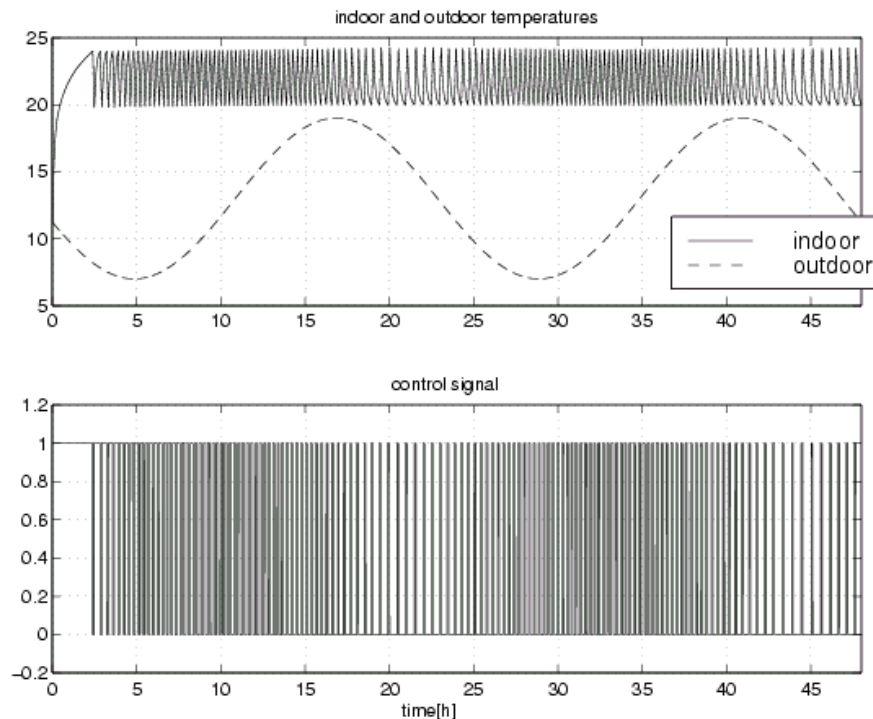 indoor and outdoor temperatures
25
20
15
10
5
0 5 10 15 20 25 30 35 40 45
indoor
outdoor
control signal
1.2
1
0.8
0.6
0.4
0.2
0
−0.2
0 5 10 15 20 25 30 35 40 45
time[h]